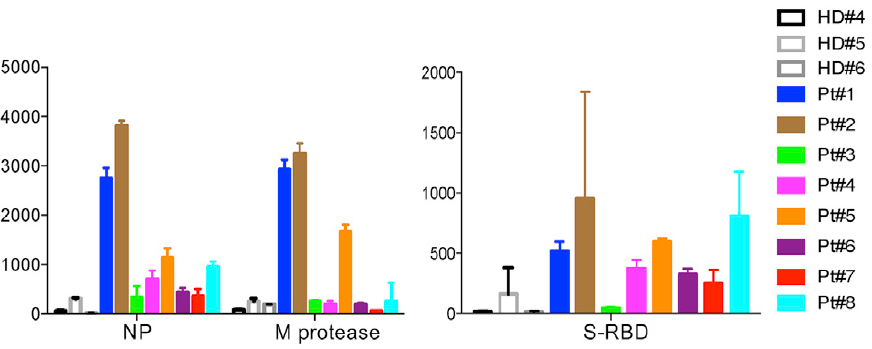 HD#4
HD#5
HD#6
Pt#1
Pt#2
Pt#3
Pt#4
Pt#5
Pt#6
Pt#7
Pt#8
5000
4000
3000
2000
1000
0
NP M protease
2000
1500
1000
500
0
S-RBD